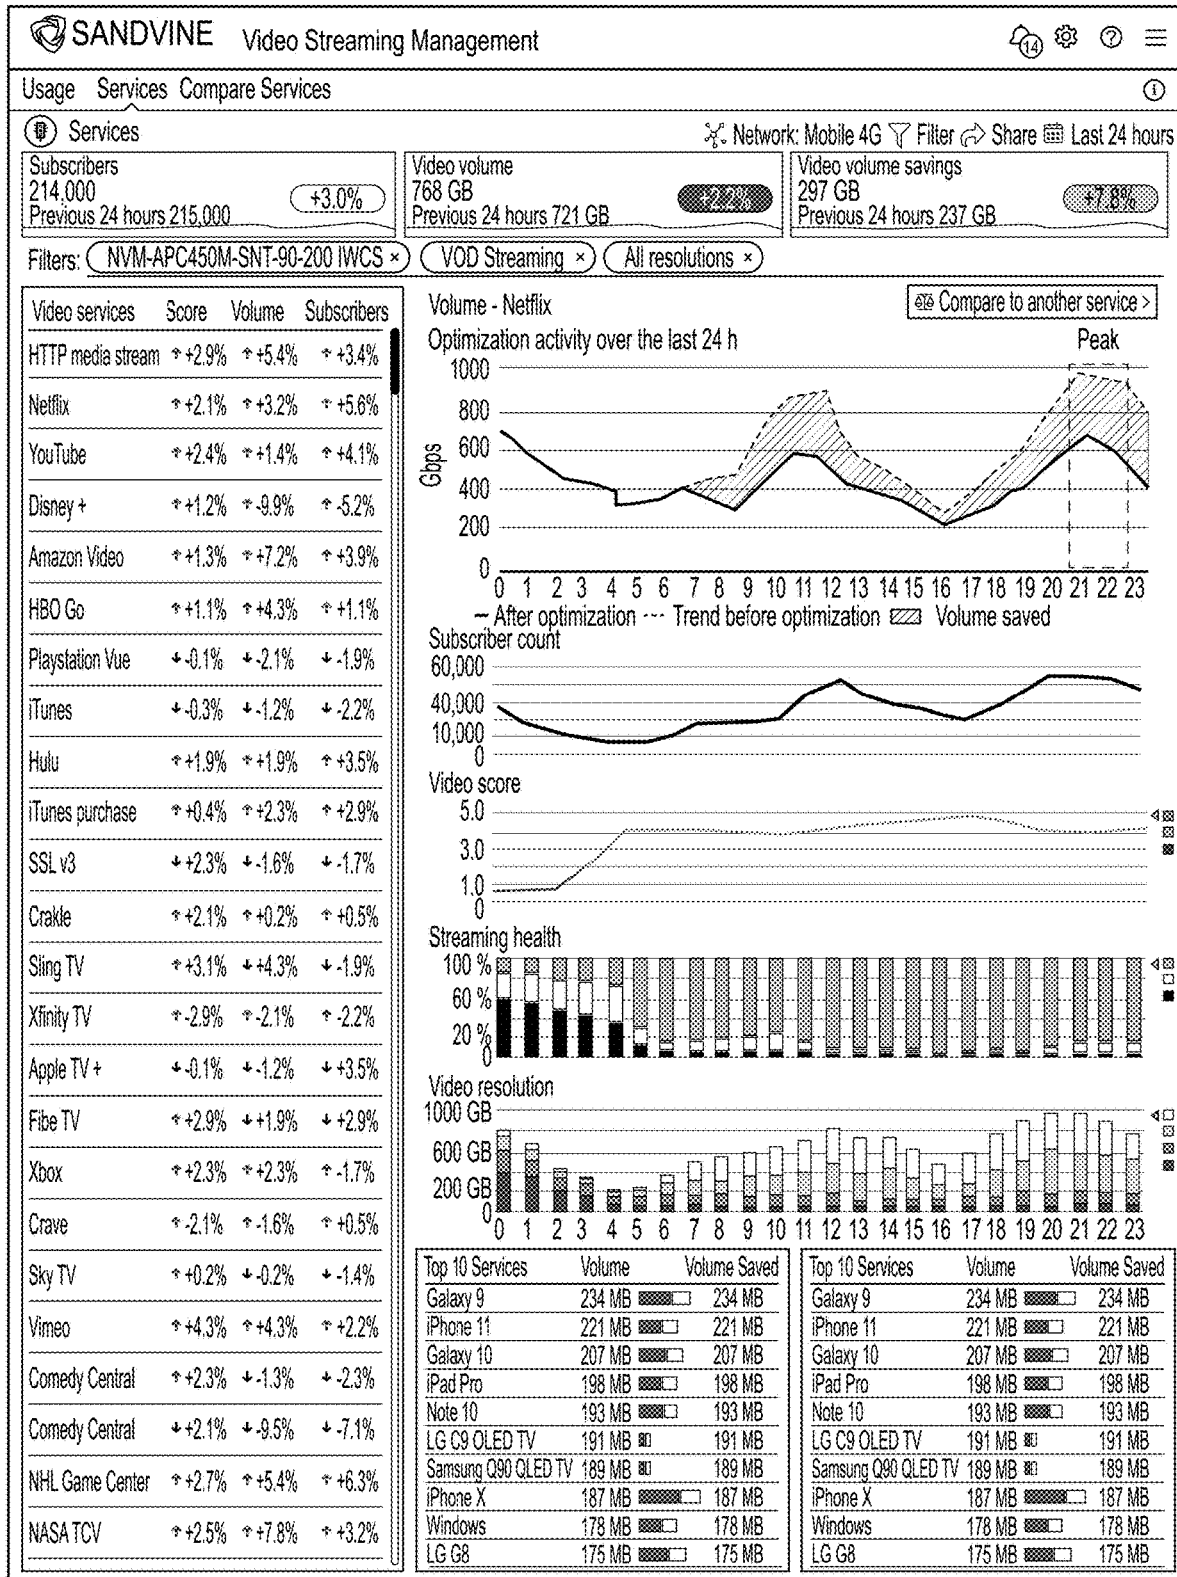 SANDVINE Video Streaming Management 14
Usage Services Compare Services
Services Network: Mobile 4G Filter Share Last 24 hours
Subscribers
214,000
+3.0%
Previous 24 hours 215,000
Video volume
768 GB
+2.2%
Previous 24 hours 721 GB
Video volume savings
297 GB
+7.8%
Previous 24 hours 237 GB
Filters: NVM-APC450M-SNT-90-200 IWCS × VOD Streaming × All resolutions ×
Video services Score Volume Subscribers
HTTP media stream +2.9% +5.4% +3.4%
Netflix +2.1% +3.2% +5.6%
YouTube +2.4% +1.4% +4.1%
Disney + +1.2% -9.9% -5.2%
Amazon Video +1.3% +7.2% +3.9%
HBO Go +1.1% +4.3% +1.1%
Playstation Vue -0.1% -2.1% -1.9%
iTunes -0.3% -1.2% -2.2%
Hulu +1.9% +1.9% +3.5%
iTunes purchase +0.4% +2.3% +2.9%
SSL v3 +2.3% -1.6% -1.7%
Crakle +2.1% +0.2% +0.5%
Sling TV +3.1% +4.3% -1.9%
Xfinity TV -2.9% -2.1% -2.2%
Apple TV + -0.1% -1.2% +3.5%
Fibe TV +2.9% +1.9% +2.9%
Xbox +2.3% +2.3% -1.7%
Crave -2.1% -1.6% +0.5%
Sky TV +0.2% -0.2% -1.4%
Vimeo +4.3% +4.3% +2.2%
Comedy Central +2.3% -1.3% -2.3%
Comedy Central +2.1% -9.5% -7.1%
NHL Game Center +2.7% +5.4% +6.3%
NASA TCV +2.5% +7.8% +3.2%
Volume - Netflix
Compare to another service >
Optimization activity over the last 24 h
Peak
1000
800
600
400
200
0
Gbps
0 1 2 3 4 5 6 7 8 9 10 11 12 13 14 15 16 17 18 19 20 21 22 23
After optimization Trend before optimization Volume saved
Subscriber count
60,000
40,000
10,000
0
Video score
5.0
3.0
1.0
0
Streaming health
100 %
60 %
20 %
0
Video resolution
1000 GB
600 GB
200 GB
0
0 1 2 3 4 5 6 7 8 9 10 11 12 13 14 15 16 17 18 19 20 21 22 23
Top 10 Services Volume Volume Saved
Galaxy 9 234 MB 234 MB
iPhone 11 221 MB 221 MB
Galaxy 10 207 MB 207 MB
iPad Pro 198 MB 198 MB
Note 10 193 MB 193 MB
LG C9 OLED TV 191 MB 191 MB
Samsung Q90 QLED TV 189 MB 189 MB
iPhone X 187 MB 187 MB
Windows 178 MB 178 MB
LG G8 175 MB 175 MB
Top 10 Services Volume Volume Saved
Galaxy 9 234 MB 234 MB
iPhone 11 221 MB 221 MB
Galaxy 10 207 MB 207 MB
iPad Pro 198 MB 198 MB
Note 10 193 MB 193 MB
LG C9 OLED TV 191 MB 191 MB
Samsung Q90 QLED TV 189 MB 189 MB
iPhone X 187 MB 187 MB
Windows 178 MB 178 MB
LG G8 175 MB 175 MB